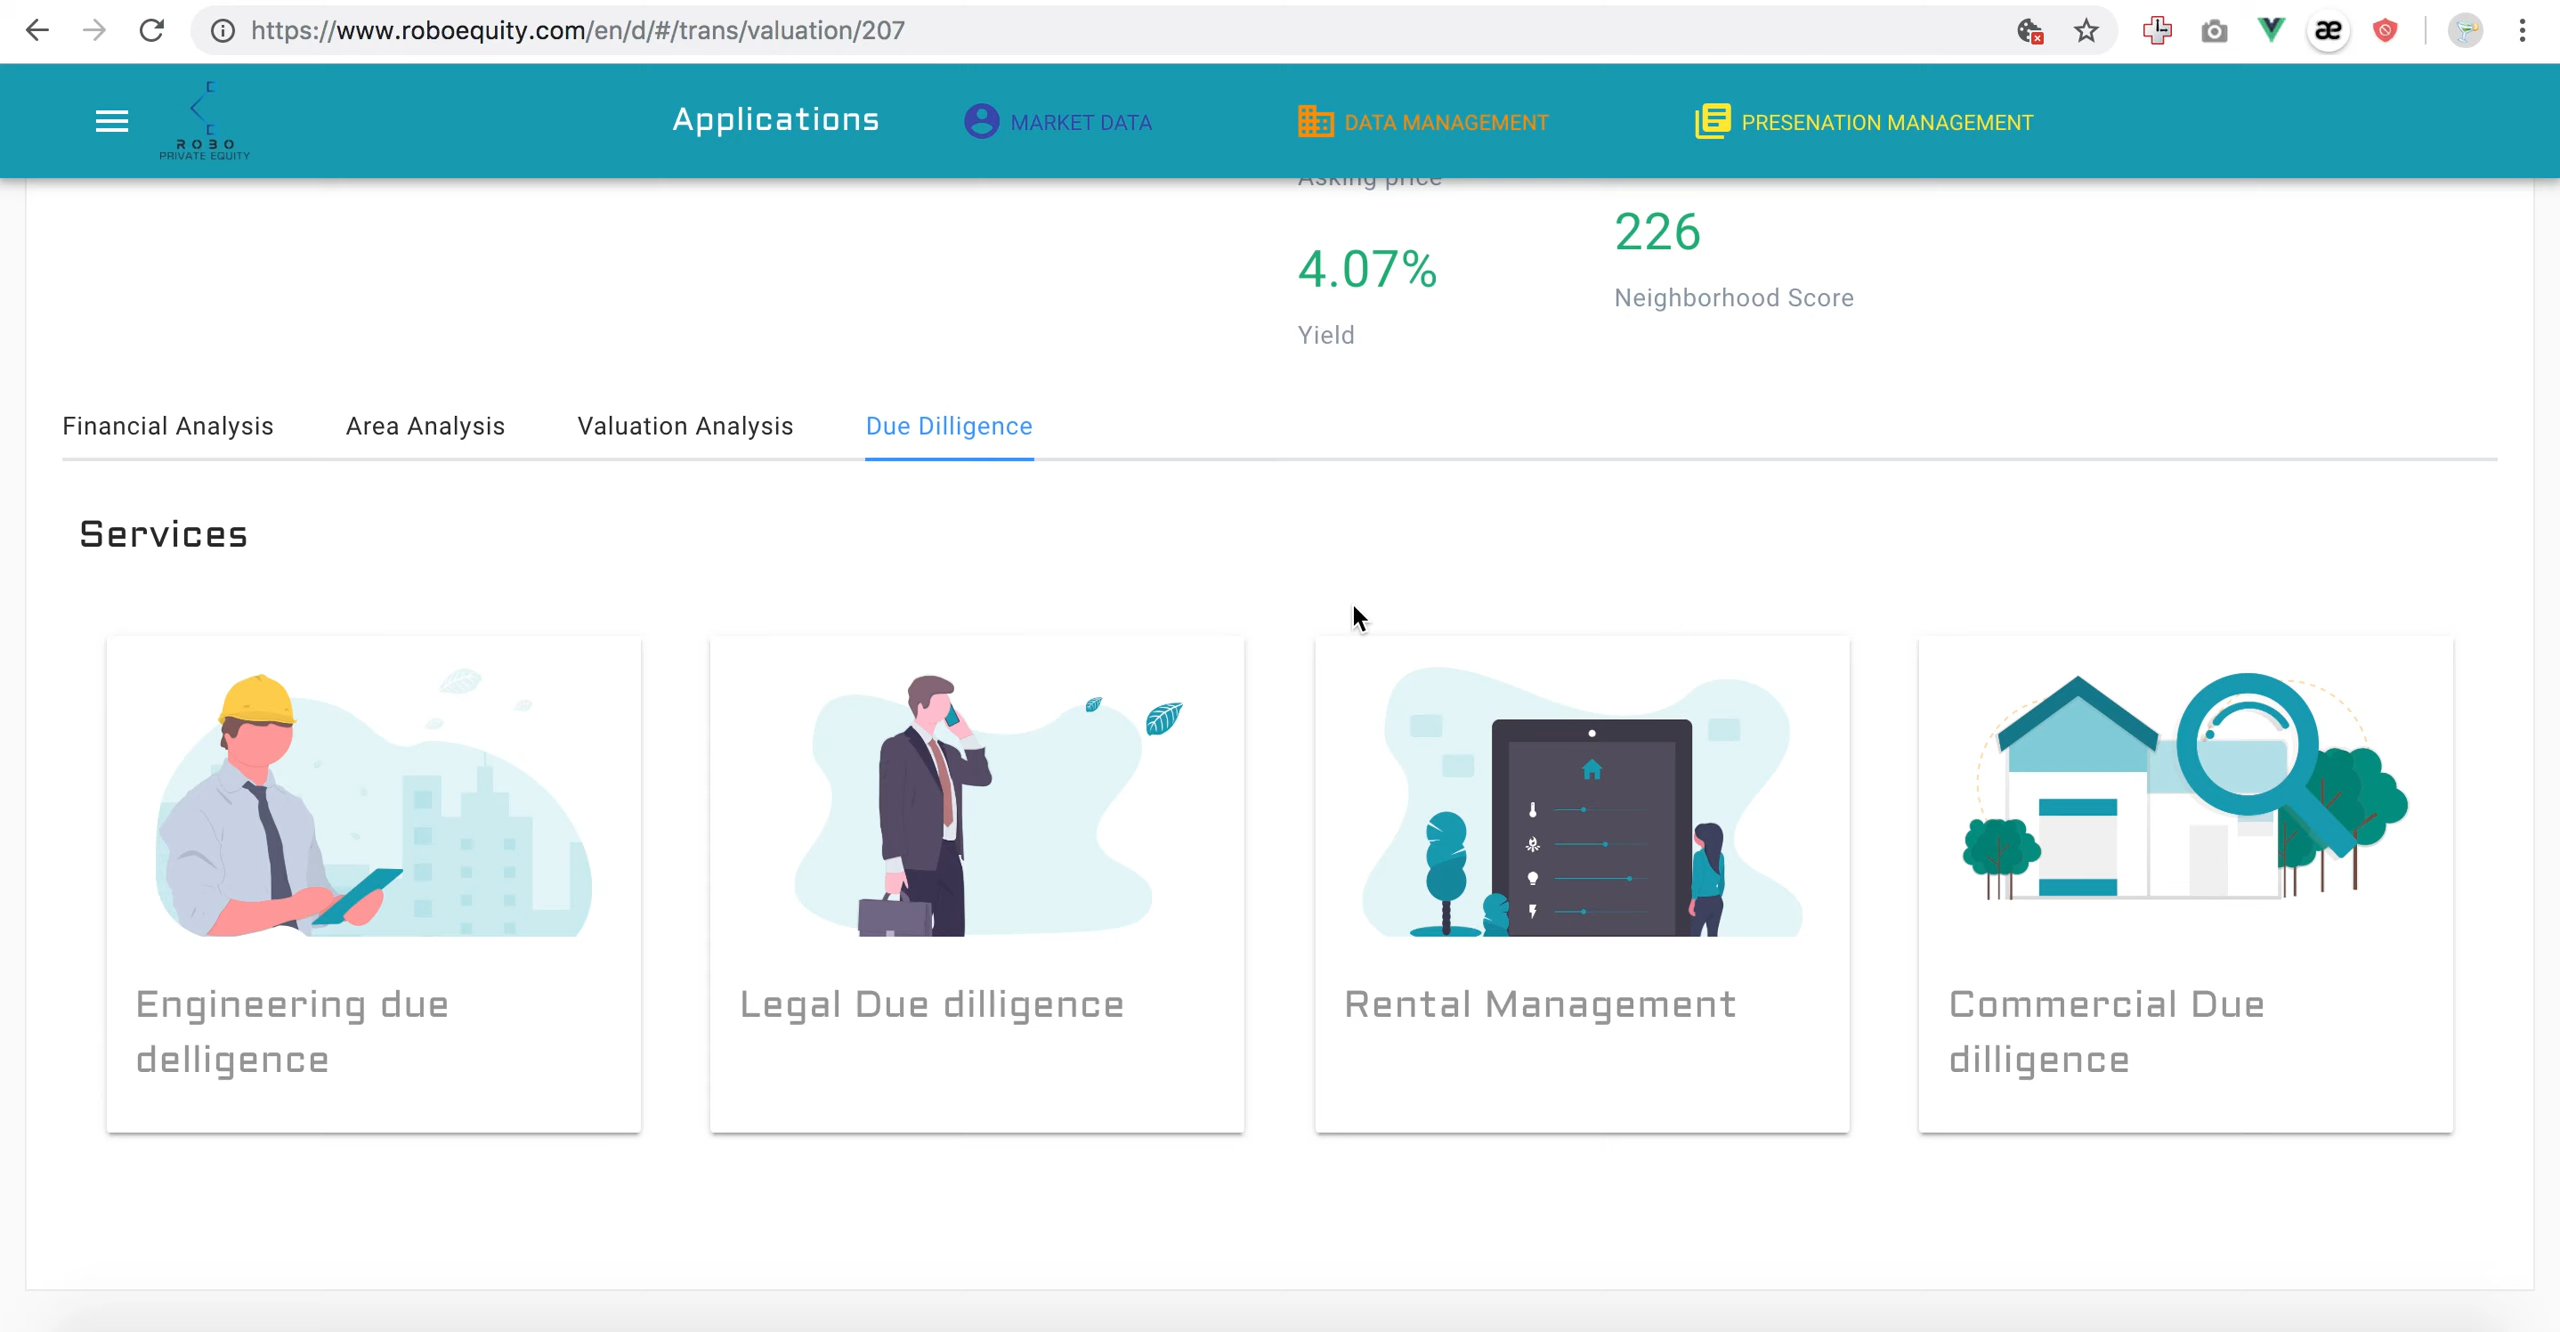 https://www.roboequity.com/en/d/#/trans/valuation/207
æ
ROBO
PRIVATE EQUITY
Applications
MARKET DATA
DATA MANAGEMENT
PRESENATION MANAGEMENT
Asking price
226
4.07%
Neighborhood Score
Yield
Financial Analysis
Area Analysis
Valuation Analysis
Due Dilligence
Services
Engineering due
delligence
Legal Due dilligence
Rental Management
Commercial Due
dilligence